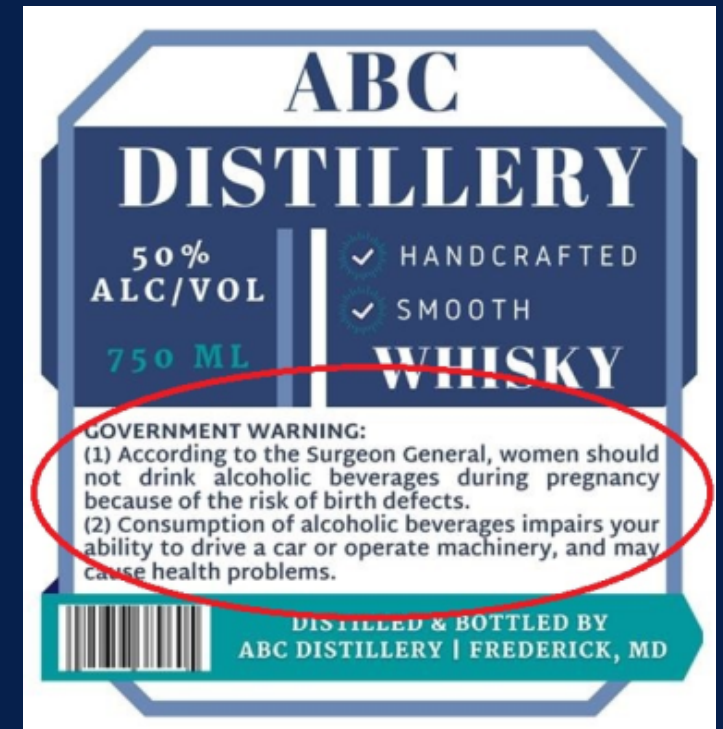 ABC
DISTILLERY
50%
ALC/VOL
750 ML
HANDCRAFTED
SMOOTH
WHISKY
GOVERNMENT WARNING:
(1) According to the Surgeon General, women should
not drink alcoholic beverages during pregnancy
because of the risk of birth defects.
(2) Consumption of alcoholic beverages impairs your
ability to drive a car or operate machinery, and may
cause health problems.
DISTILLED & BOTTLED BY
ABC DISTILLERY | FREDERICK, MD